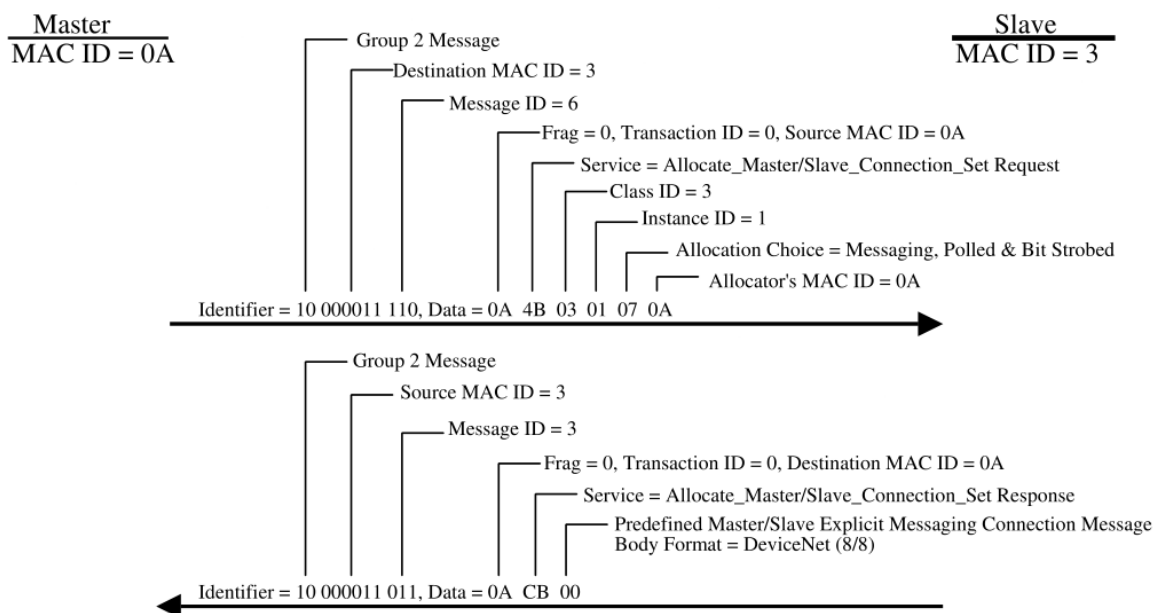 Master
MAC ID = 0A
Slave
MAC ID = 3
Group 2 Message
Destination MAC ID = 3
Message ID = 6
Frag = 0, Transaction ID = 0, Source MAC ID = 0A
Service = Allocate_Master/Slave_Connection_Set Request
Class ID = 3
Instance ID = 1
Allocation Choice = Messaging, Polled & Bit Strobed
Allocator's MAC ID = 0A
Identifier = 10 000011 110, Data = 0A 4B 03 01 07 0A
Group 2 Message
Source MAC ID = 3
Message ID = 3
Frag = 0, Transaction ID = 0, Destination MAC ID = 0A
Service = Allocate_Master/Slave_Connection_Set Response
Predefined Master/Slave Explicit Messaging Connection Message
Body Format = DeviceNet (8/8)
Identifier = 10 000011 011, Data = 0A CB 00